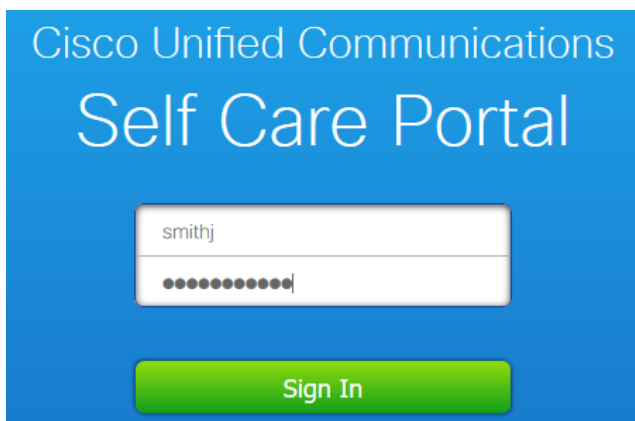 Cisco Unified Communications
Self Care Portal
smithj
●●●●●●●●●●●
Sign In